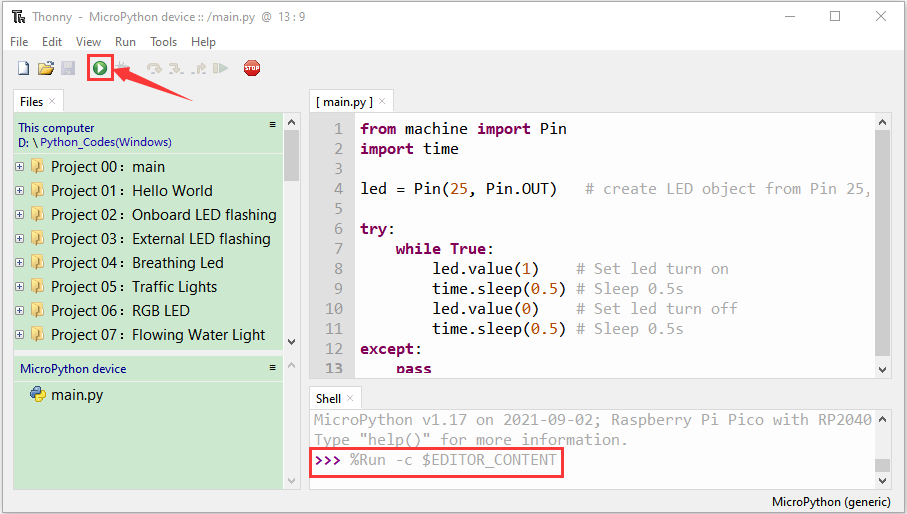 Thonny - MicroPython device :: /main.py @ 13 : 9
File Edit View Run Tools Help
STOP
Files
This computer
D: \ Python_Codes(Windows)
Project 00：main
Project 01：Hello World
Project 02：Onboard LED flashing
Project 03：External LED flashing
Project 04：Breathing Led
Project 05：Traffic Lights
Project 06：RGB LED
Project 07：Flowing Water Light
MicroPython device
main.py
[ main.py ]
1 from machine import Pin
2 import time
3
4 led = Pin(25, Pin.OUT)   # create LED object from Pin 25,
5
6 try:
7     while True:
8         led.value(1)    # Set led turn on
9         time.sleep(0.5) # Sleep 0.5s
10         led.value(0)    # Set led turn off
11         time.sleep(0.5) # Sleep 0.5s
12 except:
13     pass
Shell
MicroPython v1.17 on 2021-09-02; Raspberry Pi Pico with RP2040
Type "help()" for more information.
>>> %Run -c $EDITOR_CONTENT
MicroPython (generic)